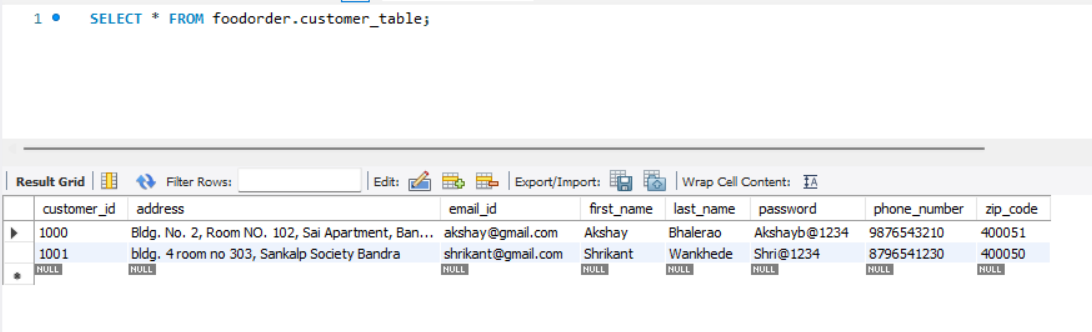 1 SELECT * FROM foodorder.customer_table;
Result Grid Filter Rows: Edit: Export/Import: Wrap Cell Content:
customer_id address email_id first_name last_name password phone_number zip_code
1000 Bldg. No. 2, Room NO. 102, Sai Apartment, Ban... akshay@gmail.com Akshay Bhalerao Akshayb@1234 9876543210 400051
1001 bldg. 4 room no 303, Sankalp Society Bandra shrikant@gmail.com Shrikant Wankhede Shri@1234 8796541230 400050
NULL NULL NULL NULL NULL NULL NULL NULL